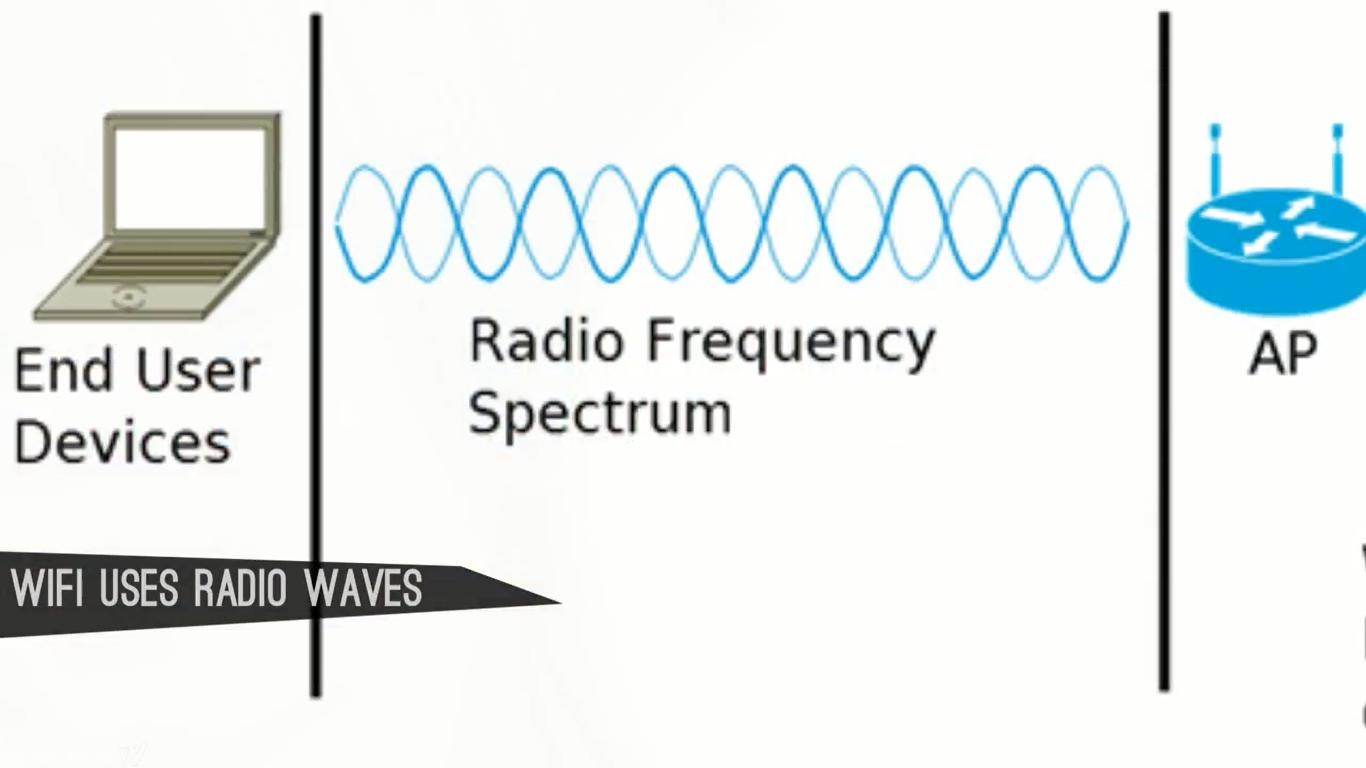 End User
Devices
Radio Frequency
Spectrum
AP
WIFI USES RADIO WAVES